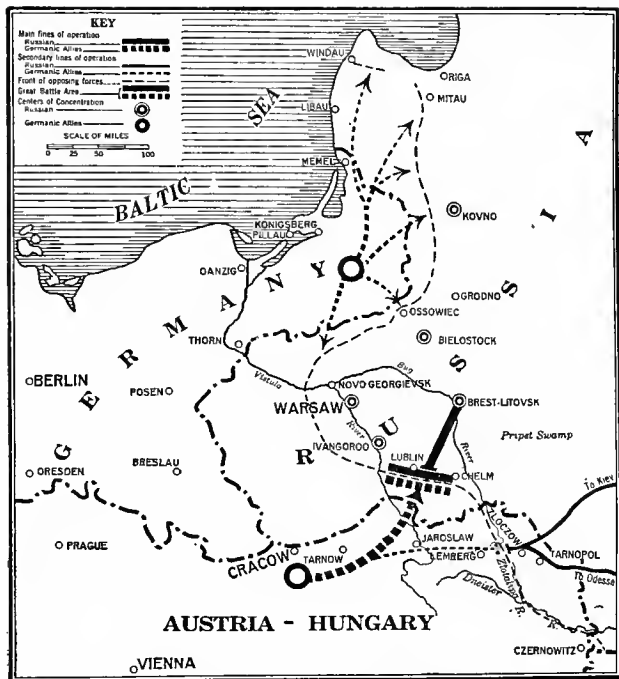 KEY
Main lines of operation
Russian
Germanic Allies
Secondary lines of operation
Russian
Germanic Allies
Front of opposing forces
Great Battle Area
Centers of Concentration
Russian
Germanic Allies
SCALE OF MILES
0 25 50 75 100
WINDAU
RIGA
MITAU
SEA
LIBAU
MEMEL
BALTIC
KOVNO
KONIGSBERG
PILLAU
DANZIG
GRODNO
OSSOWIEC
GERMANY
RUSSIA
THORN
BIELOSTOCK
Vistula
Bug
BERLIN
POSEN
NOVO GEORGIEVSK
WARSAW
BREST-LITOVSK
River
IVANGOROD
River
Pripet Swamp
BRESLAU
LUBLIN
CHELM
DRESDEN
To Kiev
PRAGUE
CRACOW
TARNOW
JAROSLAW
LEMBERG
ZLOCZOW
TARNOPOL
To Odessa
Dneister
Zlotalipa R.
R.
AUSTRIA - HUNGARY
CZERNOWITZ
VIENNA